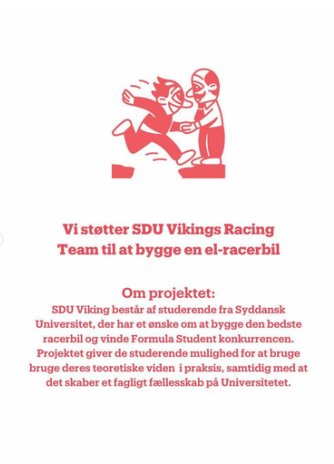 Vi støtter SDU Vikings Racing
Team til at bygge en el-racerbil
Om projektet:
SDU Viking består af studerende fra Syddansk
Universitet, der har et ønske om at bygge den bedste
racerbil og vinde Formula Student konkurrencen.
Projektet giver de studerende mulighed for at bruge
bruge deres teoretiske viden i praksis, samtidig med at
det skaber et fagligt fællesskab på Universitetet.